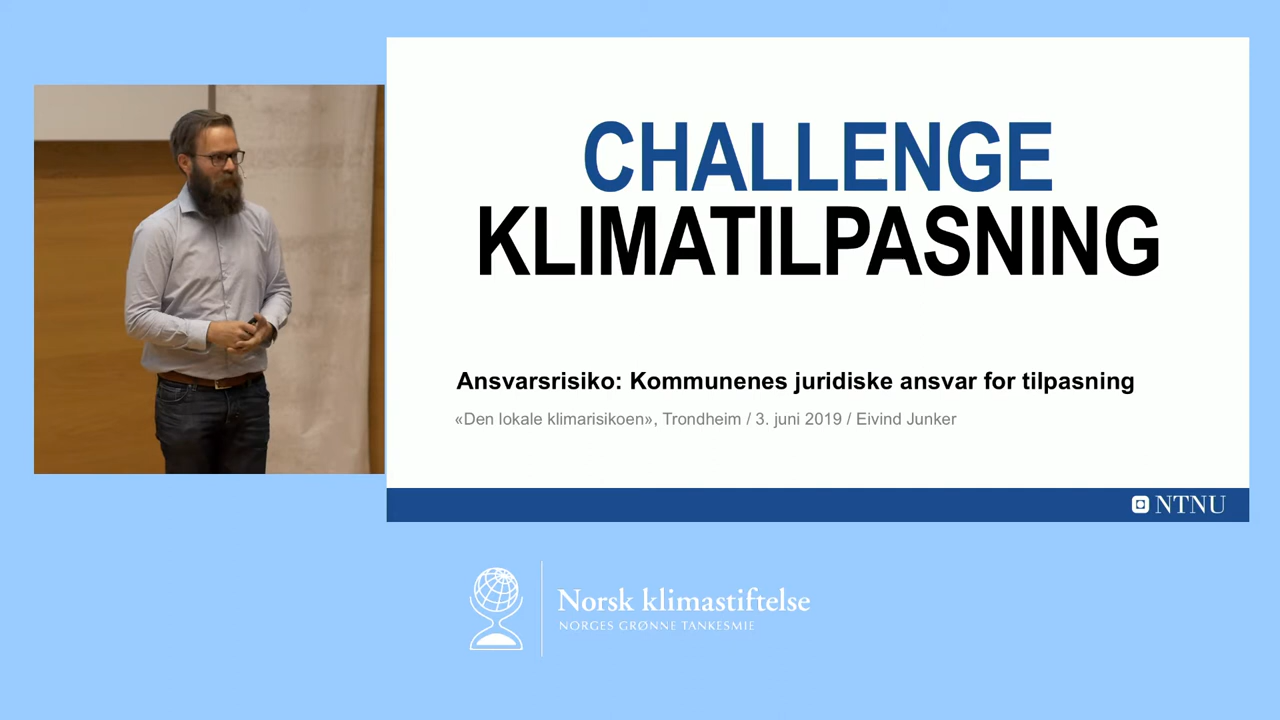 CHALLENGE
KLIMATILPASNING
Ansvarsrisiko: Kommunenes juridiske ansvar for tilpasning
«Den lokale klimarisikoen», Trondheim / 3. juni 2019 / Eivind Junker
NTNU
Norsk klimastiftelse
NORGES GRØNNE TANKESMIE